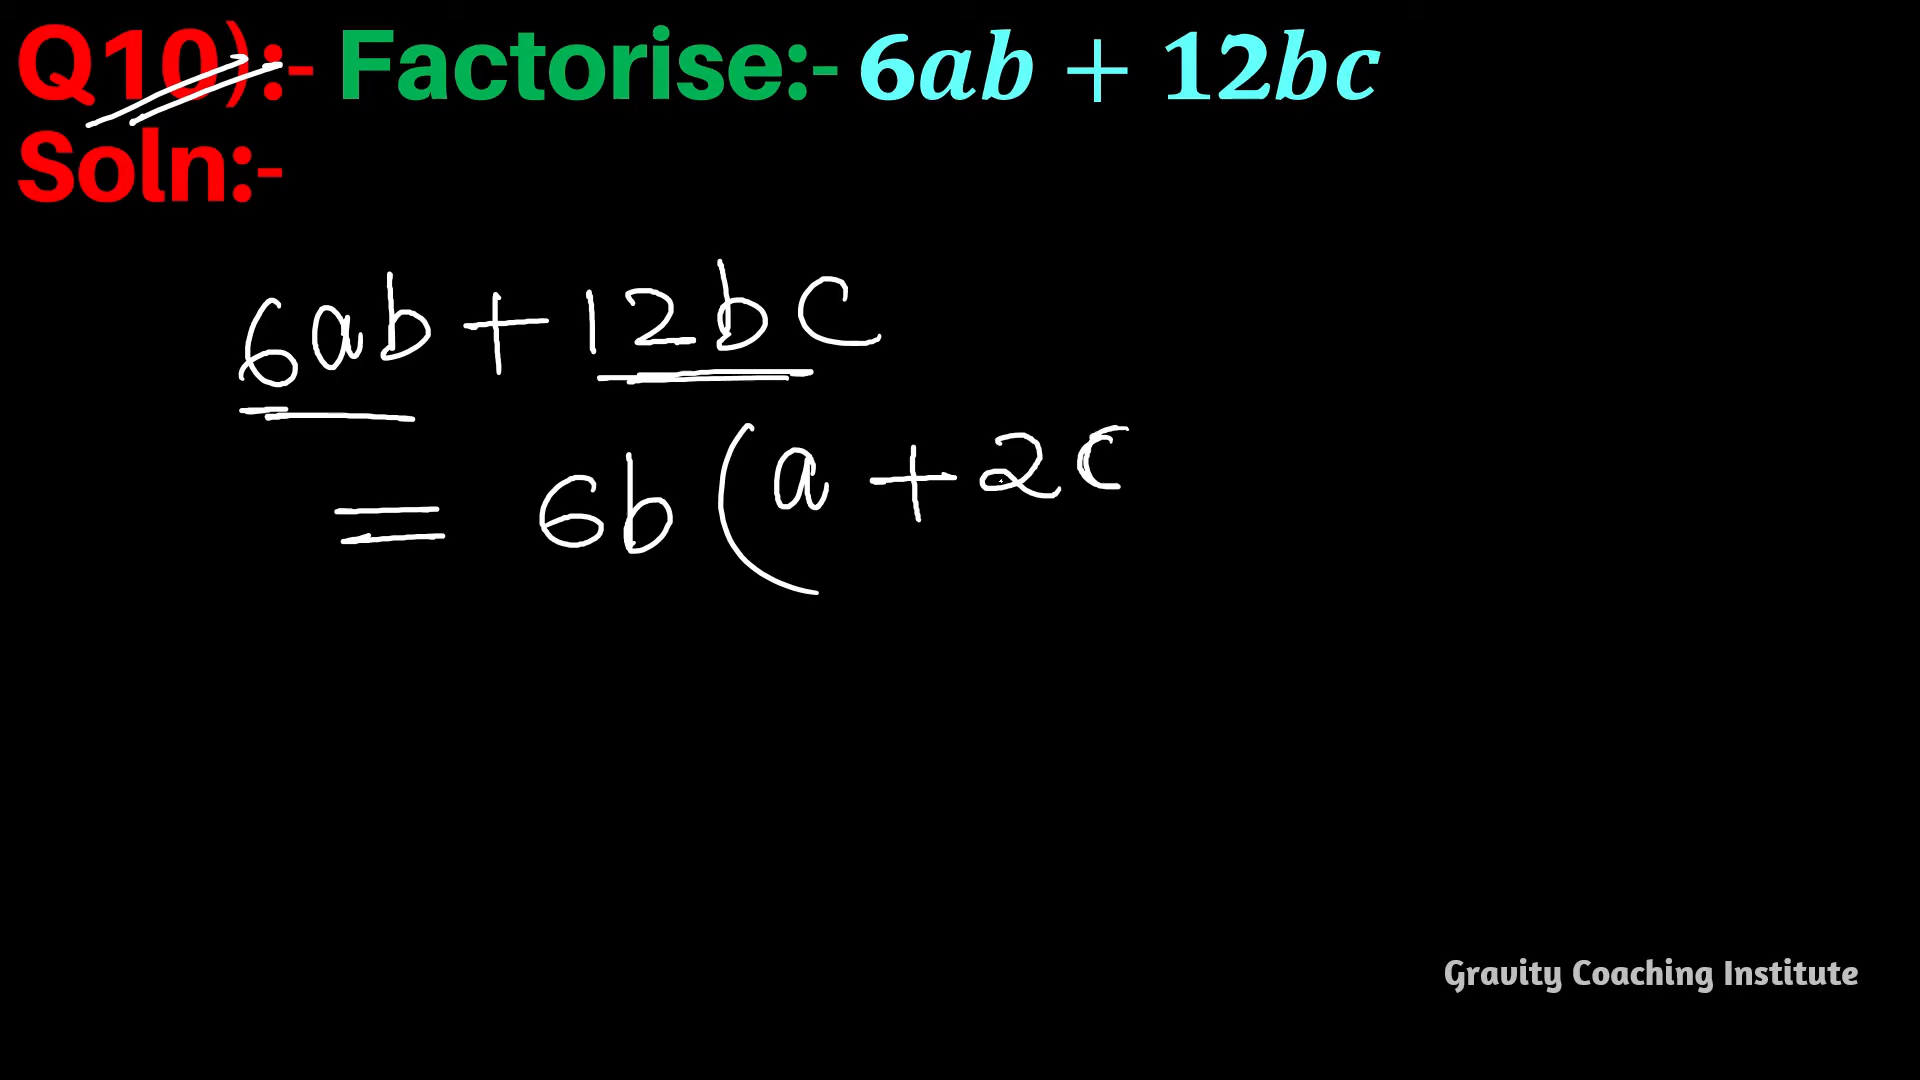 Q10):- Factorise:- 6ab + 12bc
Soln:-
6ab + 12bc
= 6b (a + 2c
Gravity Coaching Institute